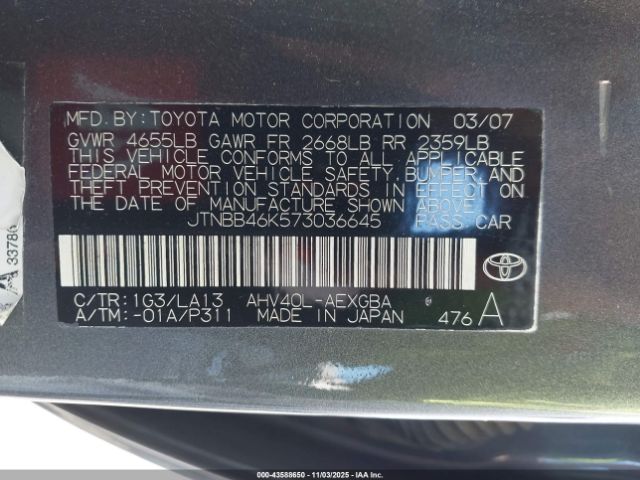 MFD.BY:TOYOTA MOTOR CORPORATION 03/07
GVWR 4655LB GAWR FR 2668LB RR 2359LB
THIS VEHICLE CONFORMS TO ALL APPLICABLE
FEDERAL MOTOR VEHICLE SAFETY,BUMPER,AND
THEFT PREVENTION STANDARDS IN EFFECT ON
THE DATE OF MANUFACTURE SHOWN ABOVE.
JTNBB46K573036645 PASS.CAR
C/TR:1G3/LA13 AHV40L-AEXGBA
A/TM:-01A/P311 MADE IN JAPAN 476 A
33786
000-43588650 - 11/03/2025 - IAAI.com